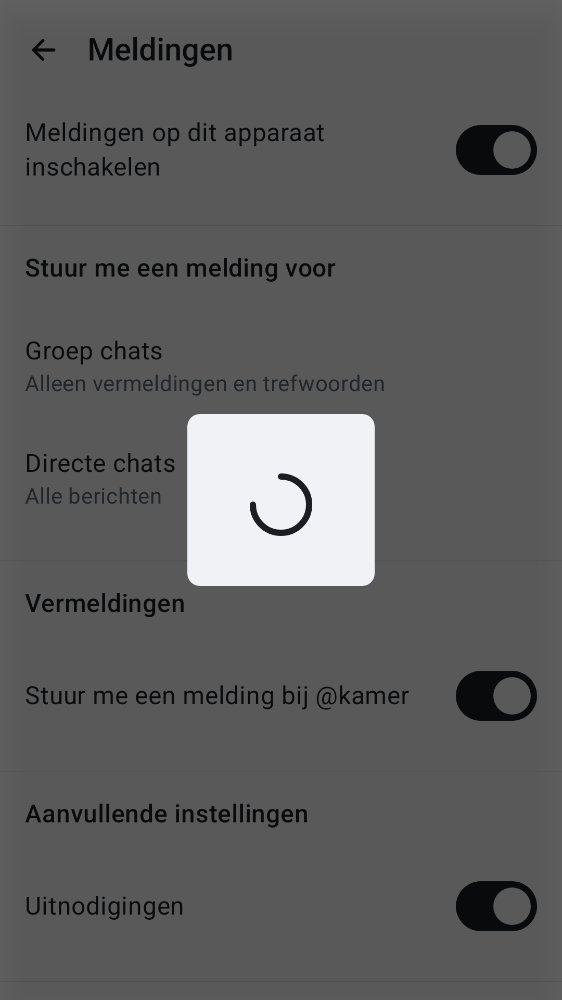 Meldingen
Meldingen op dit apparaat
inschakelen
Stuur me een melding voor
Groep chats
Alleen vermeldingen en trefwoorden
Directe chats
Alle berichten
Vermeldingen
Stuur me een melding bij @kamer
Aanvullende instellingen
Uitnodigingen